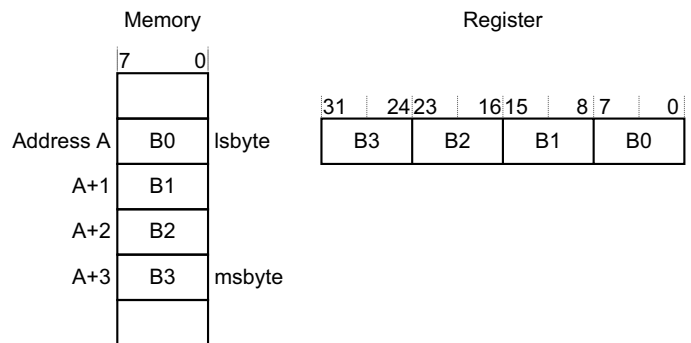 Memory
Register
7 0
31 24 23 16 15 8 7 0
Address A B0 lsbyte
B3 B2 B1 B0
A+1 B1
A+2 B2
A+3 B3 msbyte